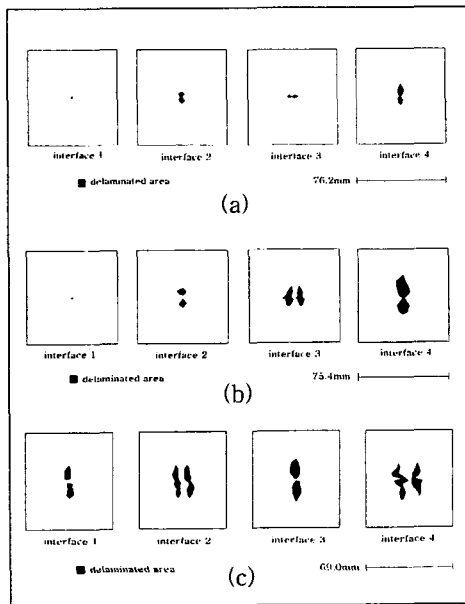 interface 1
interface 2
interface 3
interface 4
delaminated area
76.2mm
(a)
interface 1
interface 2
interface 3
interface 4
delaminated area
75.4mm
(b)
interface 1
interface 2
interface 3
interface 4
delaminated area
69.0mm
(c)